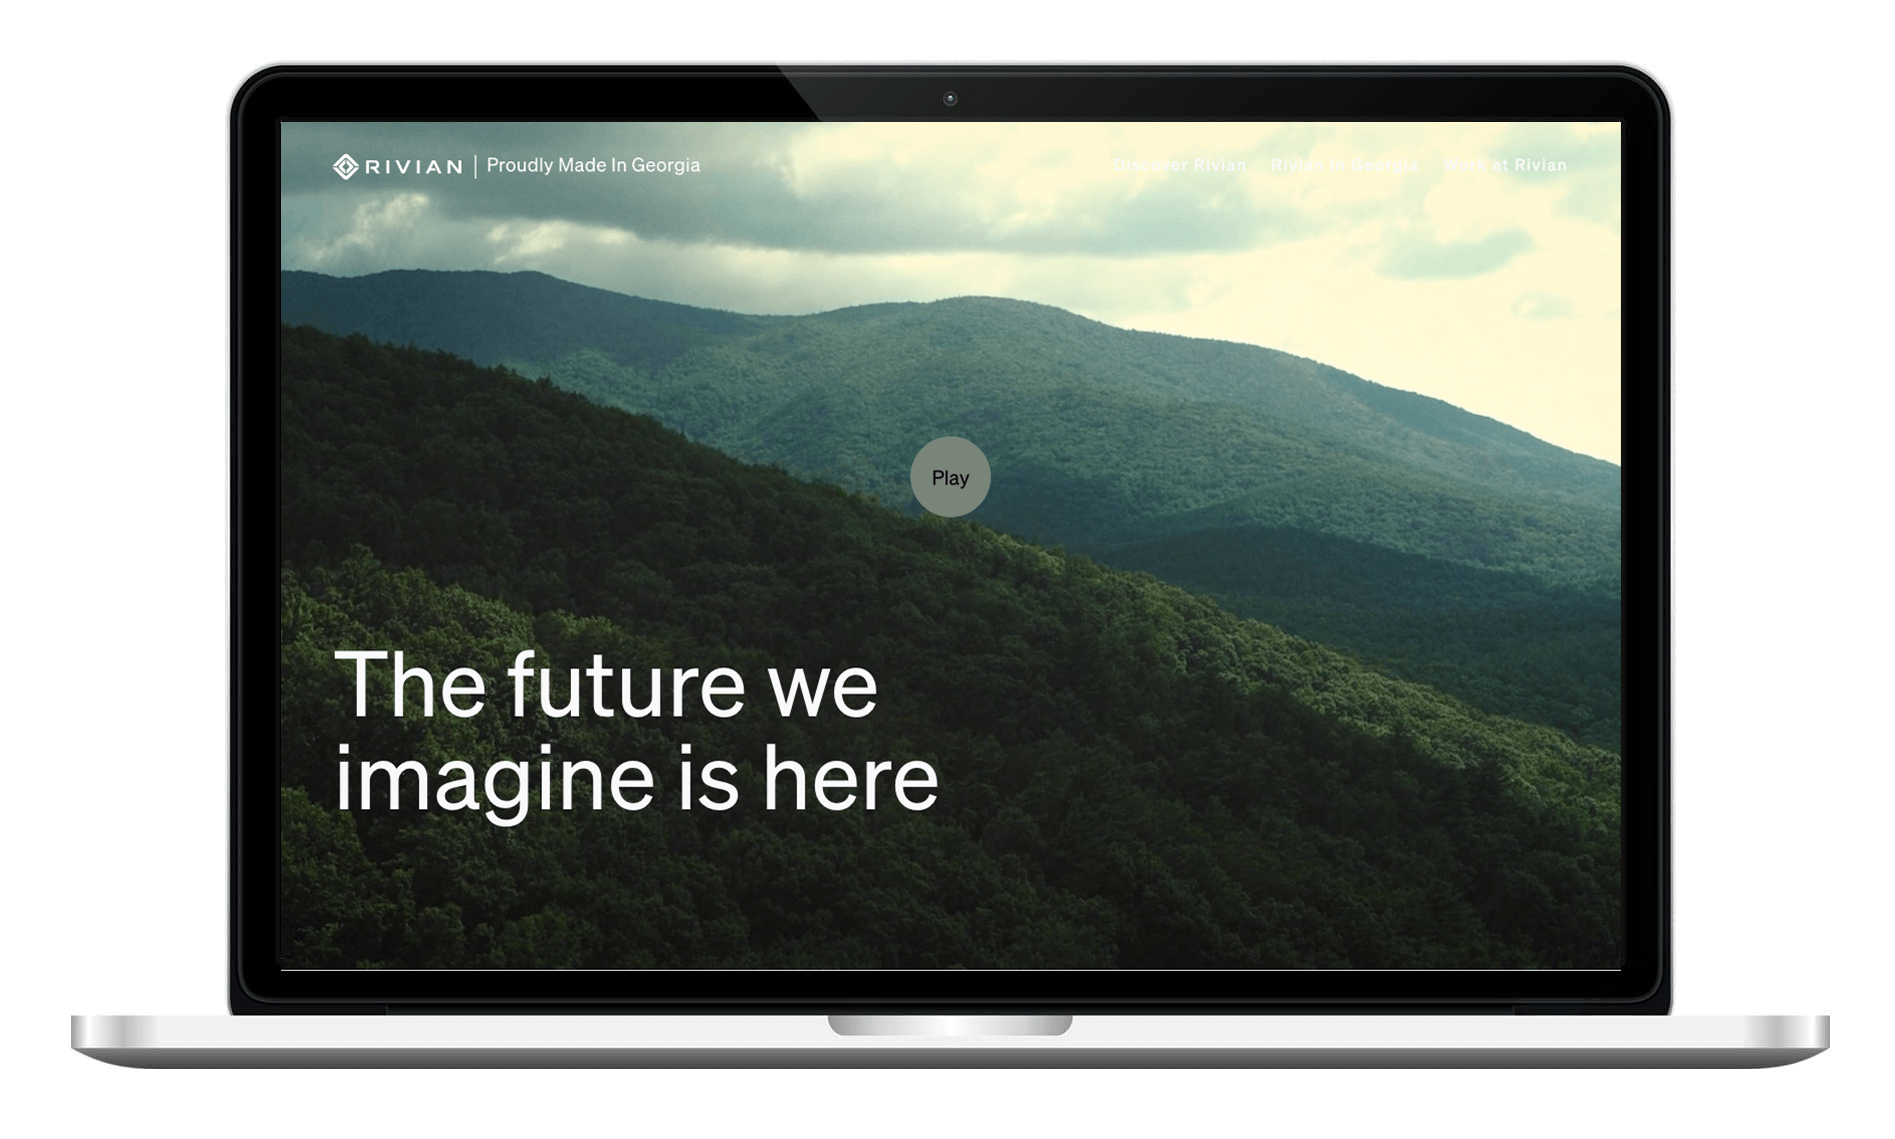 RIVIAN | Proudly Made In Georgia
Discover Rivian Rivian in Georgia Work at Rivian
Play
The future we
imagine is here